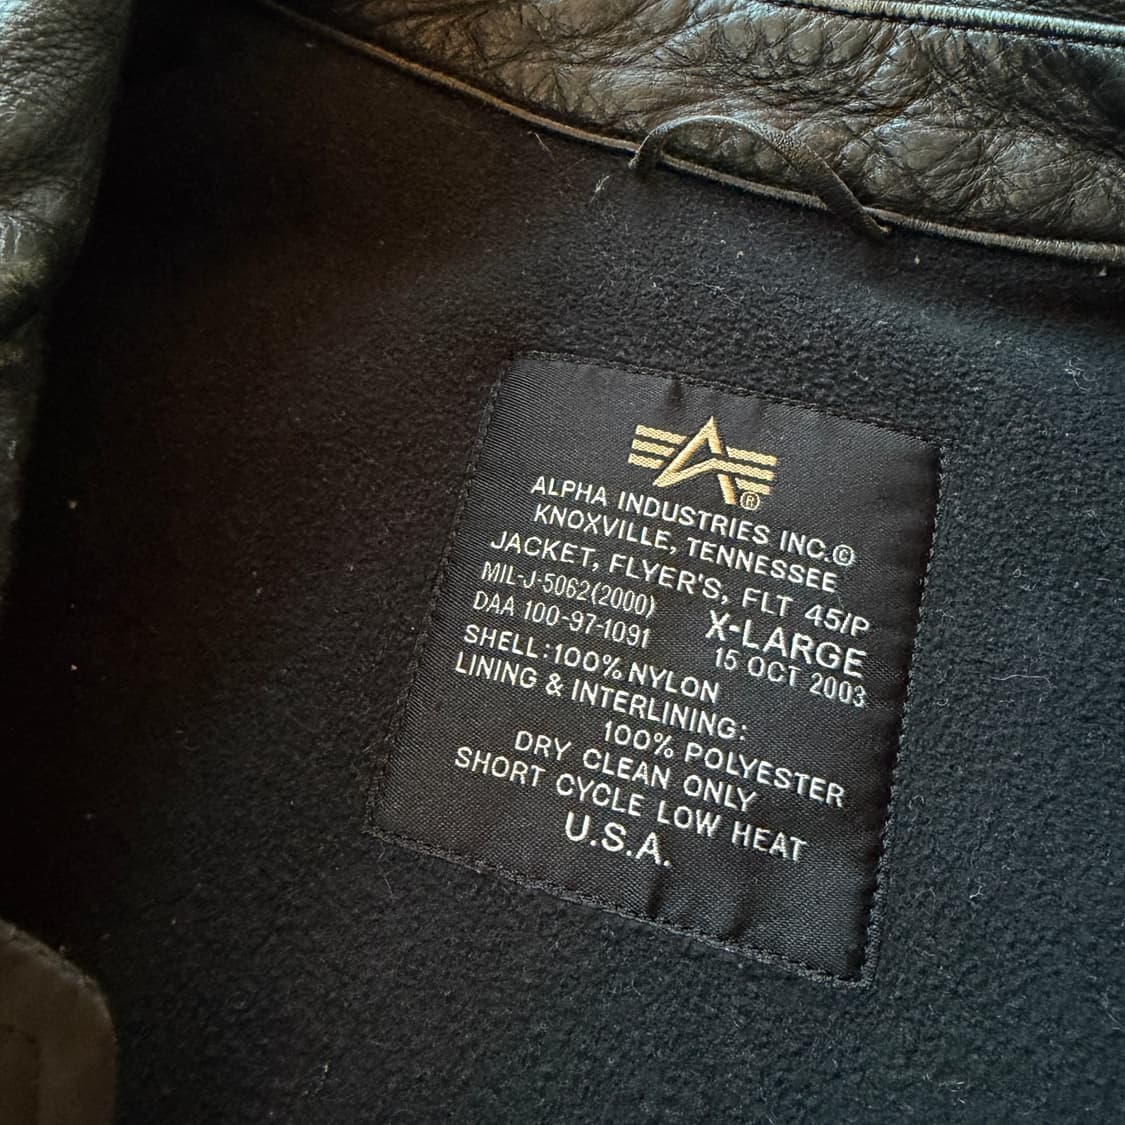 ALPHA INDUSTRIES INC.©
KNOXVILLE, TENNESSEE
JACKET, FLYER'S, FLT 45/P
MIL-J-5062(2000)
X-LARGE
DAA 100-97-1091
15 OCT 2003
SHELL:100% NYLON
LINING & INTERLINING:
100% POLYESTER
DRY CLEAN ONLY
SHORT CYCLE LOW HEAT
U.S.A.